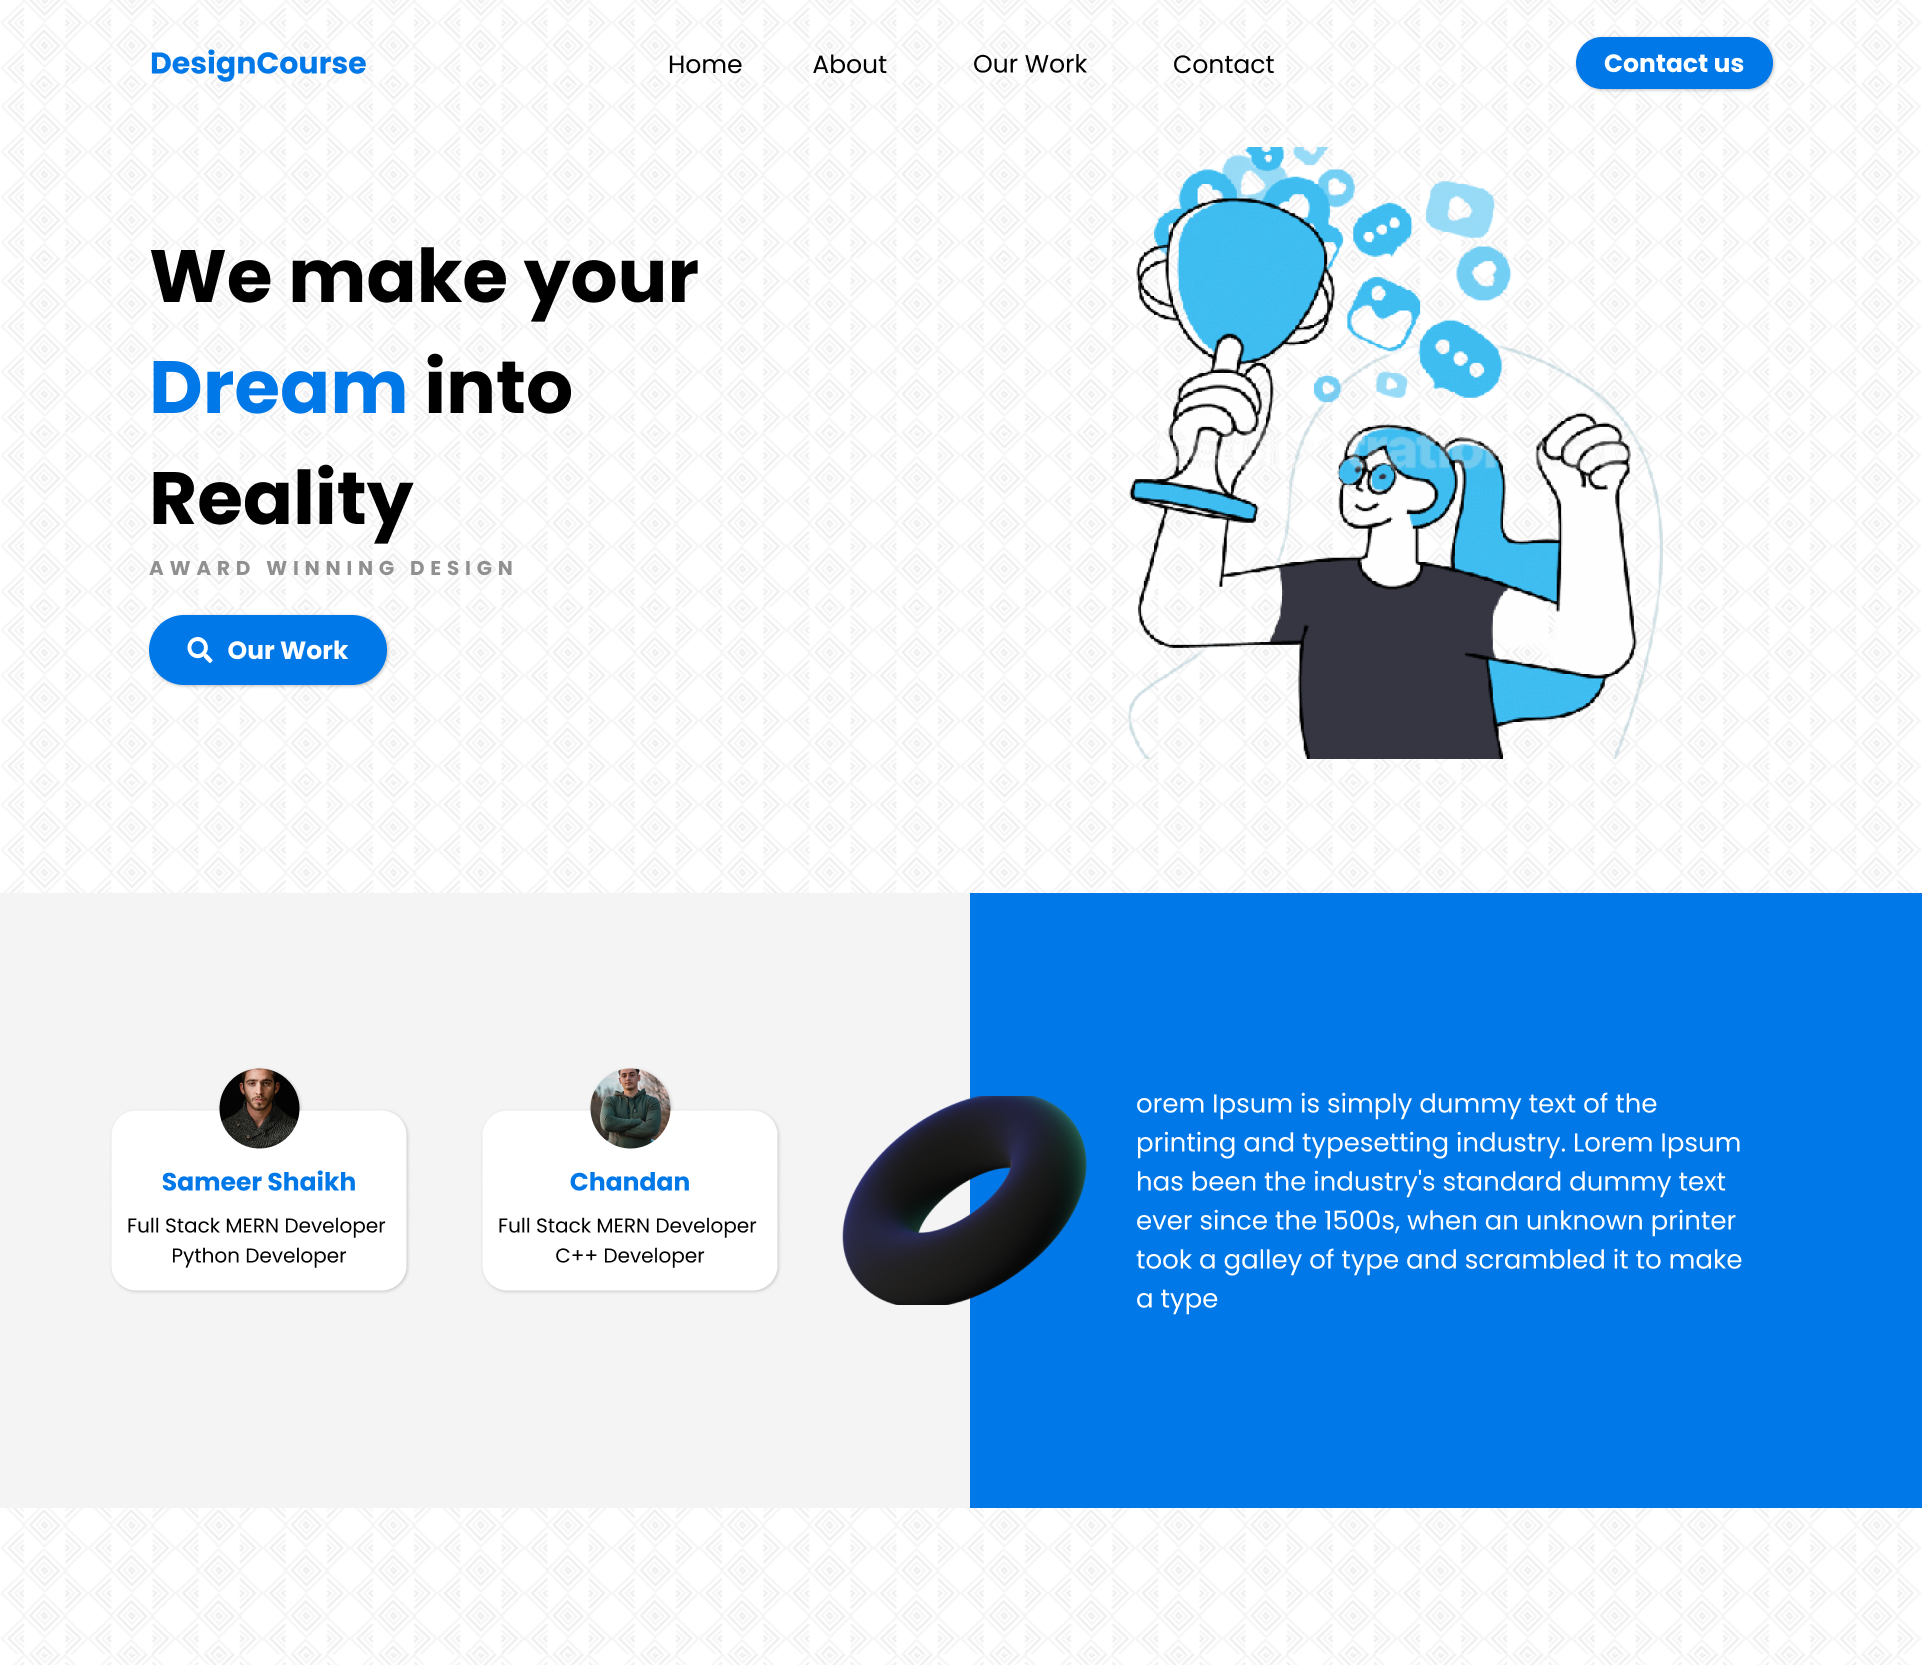 DesignCourse
Home
About
Our Work
Contact
Contact us
We make your
Dream into
Reality
AWARD WINNING DESIGN
Our Work
Sameer Shaikh
Full Stack MERN Developer
Python Developer
Chandan
Full Stack MERN Developer
C++ Developer
orem Ipsum is simply dummy text of the
printing and typesetting industry. Lorem Ipsum
has been the industry's standard dummy text
ever since the 1500s, when an unknown printer
took a galley of type and scrambled it to make
a type